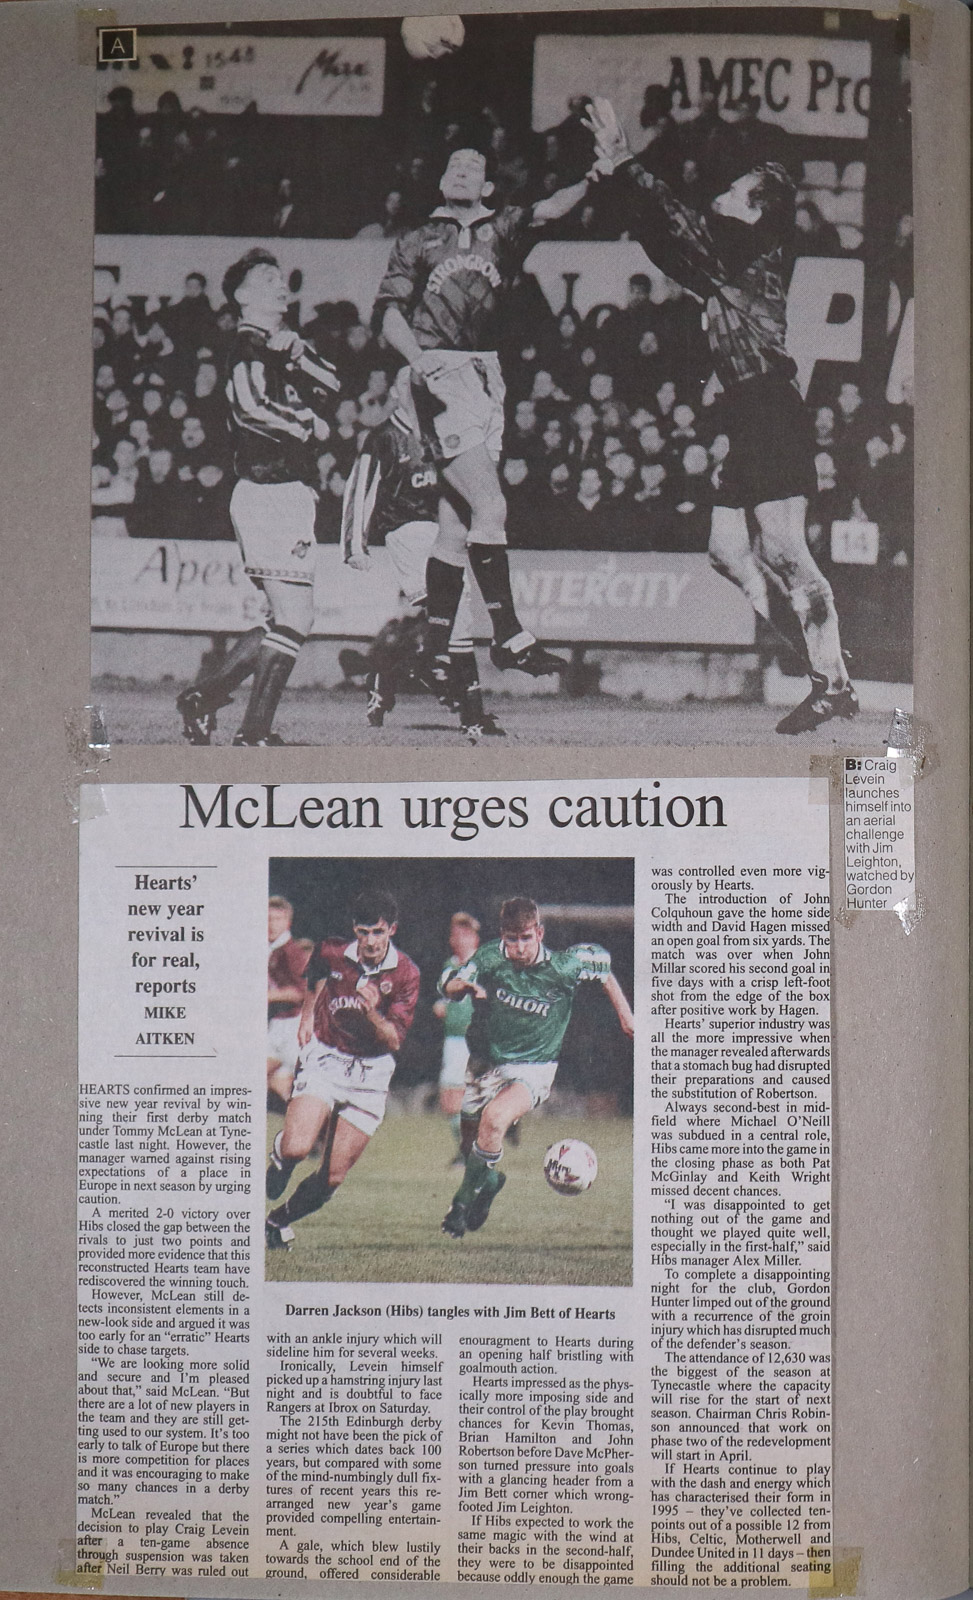 A
1548
Max
AMEC Pro
STRONGBOW
CA
P
14
Apex
INTERCITY
B: Craig
Levein
launches
himself into
an aerial
challenge
with Jim
Leighton,
watched by
Gordon
Hunter
McLean urges caution
Hearts’
new year
revival is
for real,
reports
MIKE
AITKEN
HEARTS confirmed an impres-
sive new year revival by win-
ning their first derby match
under Tommy McLean at Tyne-
castle last night. However, the
manager warned against rising
expectations of a place in
Europe in next season by urging
caution.
A merited 2-0 victory over
Hibs closed the gap between the
rivals to just two points and
provided more evidence that this
reconstructed Hearts team have
rediscovered the winning touch.
However, McLean still de-
tects inconsistent elements in a
new-look side and argued it was
too early for an “erratic” Hearts
side to chase targets.
“We are looking more solid
and secure and I’m pleased
about that,” said McLean. “But
there are a lot of new players in
the team and they are still get-
ting used to our system. It’s too
early to talk of Europe but there
is more competition for places
and it was encouraging to make
so many chances in a derby
match.”
McLean revealed that the
decision to play Craig Levein
after a ten-game absence
through suspension was taken
after Neil Berry was ruled out
CALOR
Darren Jackson (Hibs) tangles with Jim Bett of Hearts
with an ankle injury which will
sideline him for several weeks.
Ironically, Levein himself
picked up a hamstring injury last
night and is doubtful to face
Rangers at Ibrox on Saturday.
The 215th Edinburgh derby
might not have been the pick of
a series which dates back 100
years, but compared with some
of the mind-numbingly dull fix-
tures of recent years this re-
arranged new year’s game
provided compelling entertain-
ment.
A gale, which blew lustily
towards the school end of the
ground, offered considerable
enouragment to Hearts during
an opening half bristling with
goalmouth action.
Hearts impressed as the phys-
ically more imposing side and
their control of the play brought
chances for Kevin Thomas,
Brian Hamilton and John
Robertson before Dave McPher-
son turned pressure into goals
with a glancing header from a
Jim Bett corner which wrong-
footed Jim Leighton.
If Hibs expected to work the
same magic with the wind at
their backs in the second-half,
they were to be disappointed
because oddly enough the game
was controlled even more vig-
orously by Hearts.
The introduction of John
Colquhoun gave the home side
width and David Hagen missed
an open goal from six yards. The
match was over when John
Millar scored his second goal in
five days with a crisp left-foot
shot from the edge of the box
after positive work by Hagen.
Hearts’ superior industry was
all the more impressive when
the manager revealed afterwards
that a stomach bug had disrupted
their preparations and caused
the substitution of Robertson.
Always second-best in mid-
field where Michael O’Neill
was subdued in a central role,
Hibs came more into the game in
the closing phase as both Pat
McGinlay and Keith Wright
missed decent chances.
“I was disappointed to get
nothing out of the game and
thought we played quite well,
especially in the first-half,” said
Hibs manager Alex Miller.
To complete a disappointing
night for the club, Gordon
Hunter limped out of the ground
with a recurrence of the groin
injury which has disrupted much
of the defender’s season.
The attendance of 12,630 was
the biggest of the season at
Tynecastle where the capacity
will rise for the start of next
season. Chairman Chris Robin-
son announced that work on
phase two of the redevelopment
will start in April.
If Hearts continue to play
with the dash and energy which
has characterised their form in
1995 – they’ve collected ten-
points out of a possible 12 from
Hibs, Celtic, Motherwell and
Dundee United in 11 days – then
filling the additional seating
should not be a problem.